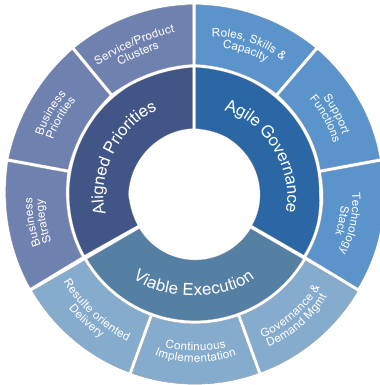 Service/Product
Clusters
Roles, Skills &
Capacity
Business
Priorities
Support
Functions
Aligned Priorities
Agile Governance
Business
Strategy
Technology
Stack
Viable Execution
Resulte oriented
Delivery
Continuous
Implementation
Governance &
Demand Mgmt